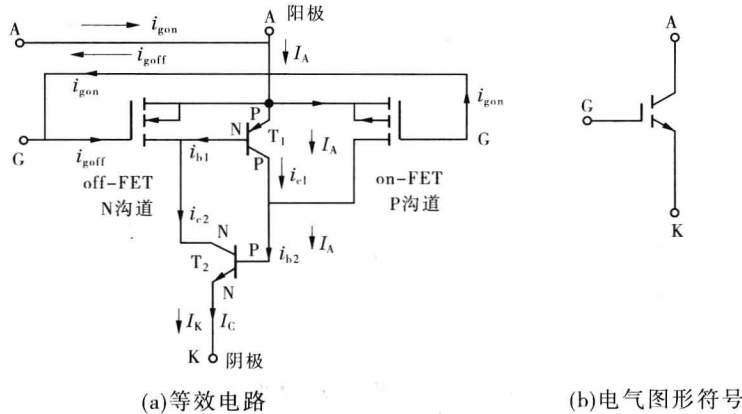 A
i_gon
A
阳极
i_goff
I_A
i_gon
P
N
T_1
i_gon
G
i_goff
i_b1
P
I_A
G
off-FET
N沟道
i_c1
on-FET
P沟道
i_c2
N
P
i_b2
I_A
T_2
N
I_K
I_C
K
阴极
(a)等效电路
A
G
K
(b)电气图形符号